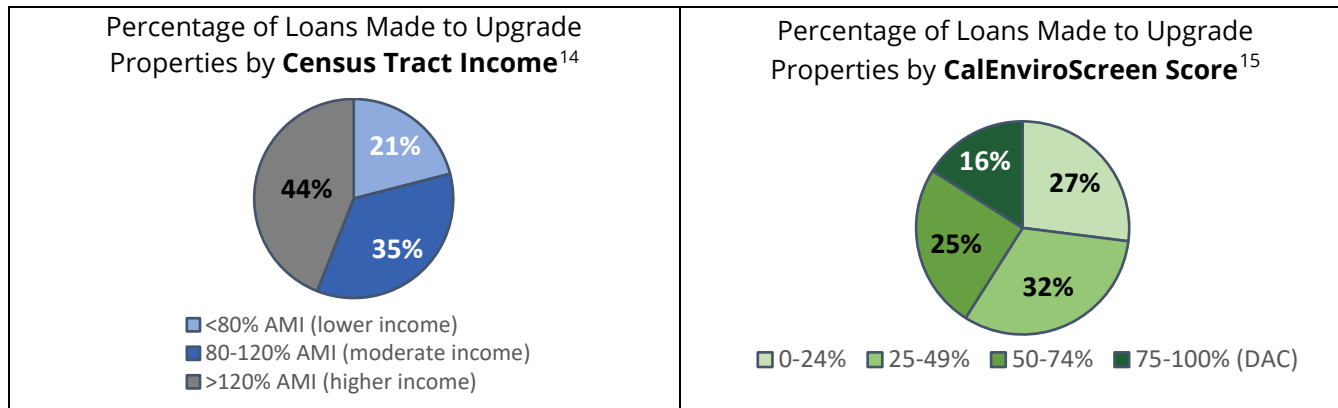 Percentage of Loans Made to Upgrade
Properties by Census Tract Income14
21%
44%
35%
<80% AMI (lower income)
80-120% AMI (moderate income)
>120% AMI (higher income)
Percentage of Loans Made to Upgrade
Properties by CalEnviroScreen Score15
16%
27%
25%
32%
0-24% 25-49% 50-74% 75-100% (DAC)